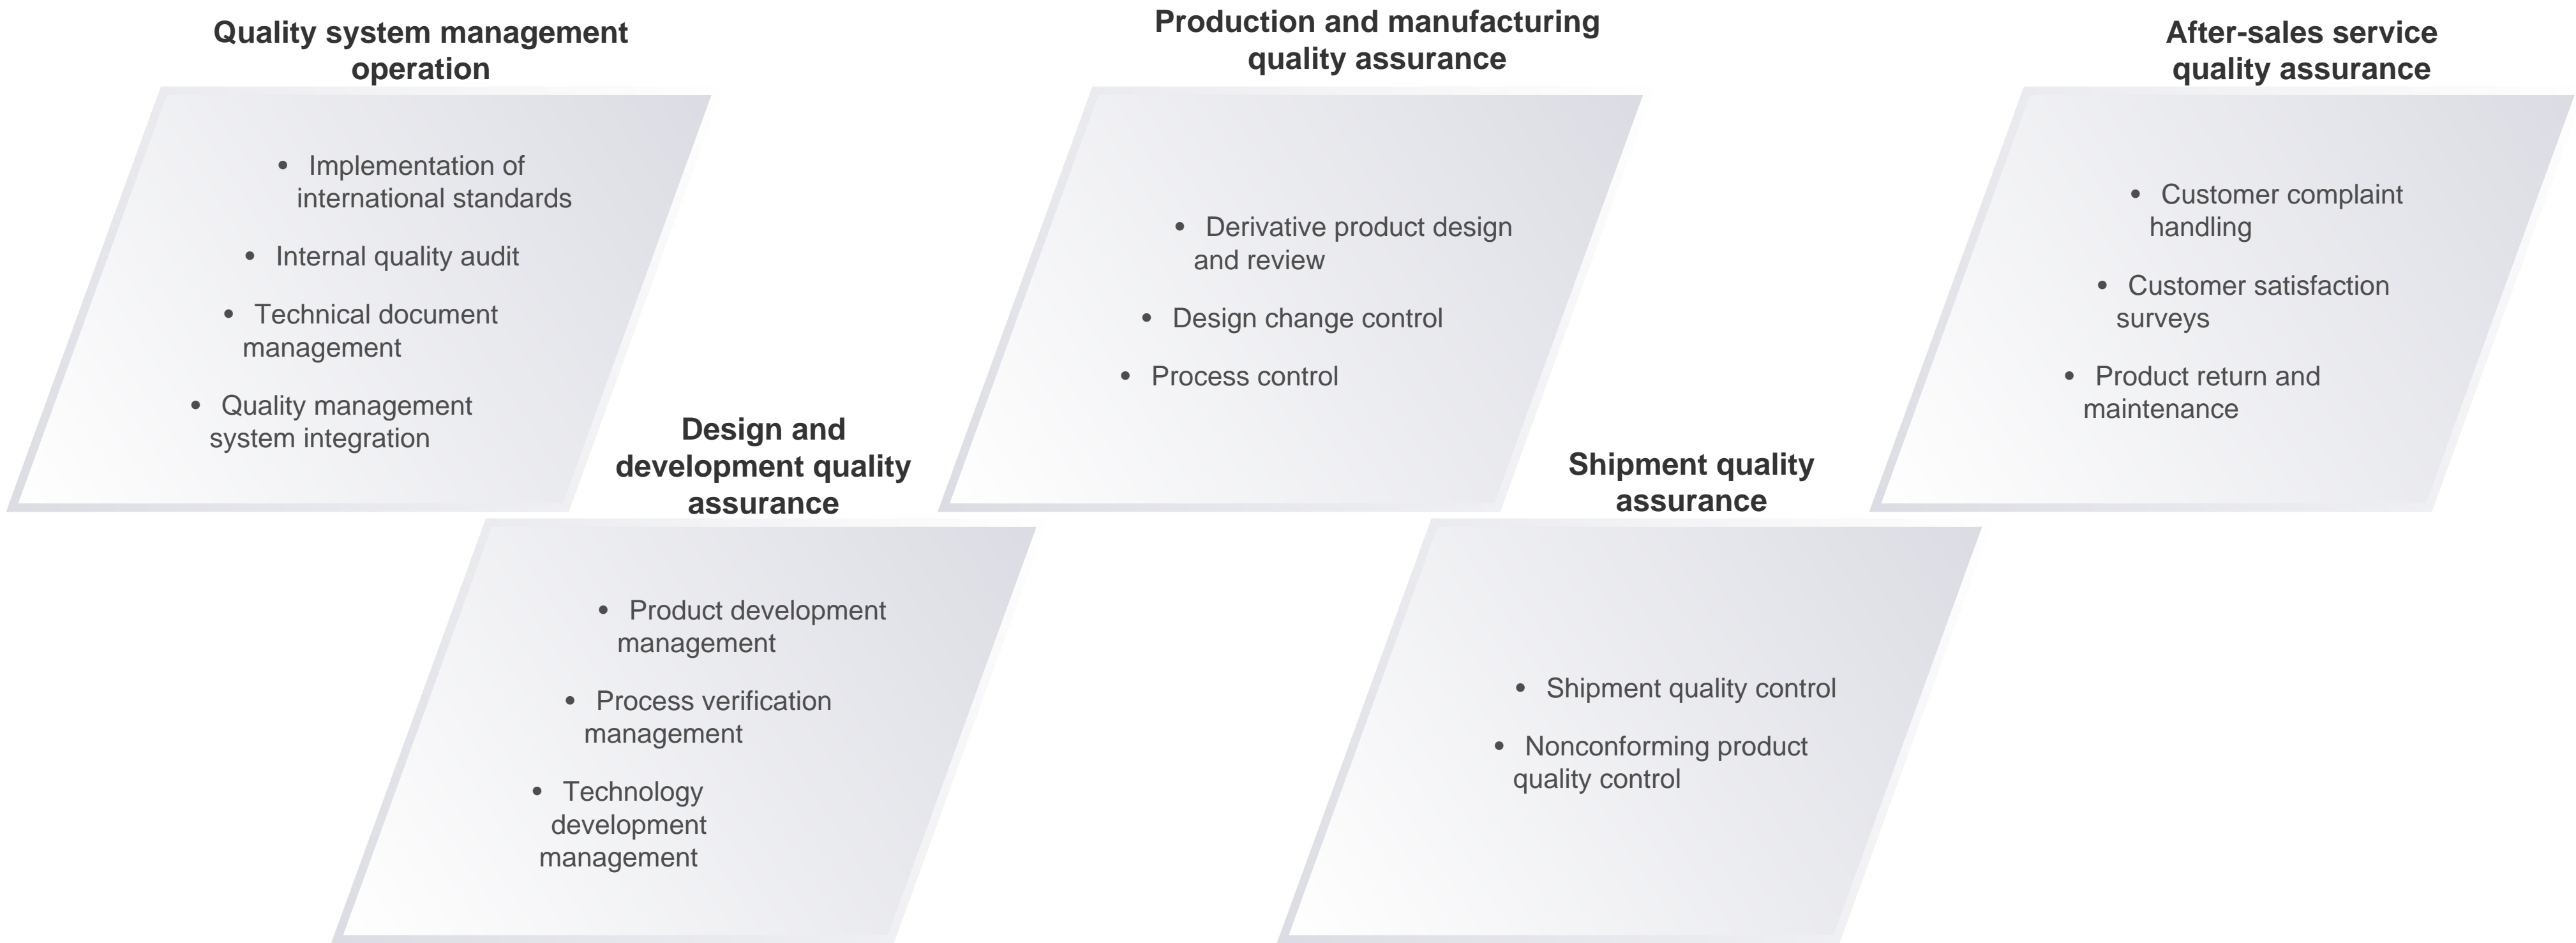 Quality system management
operation
• Implementation of
international standards
• Internal quality audit
• Technical document
management
• Quality management
system integration
Design and
development quality
assurance
• Product development
management
• Process verification
management
• Technology
development
management
Production and manufacturing
quality assurance
• Derivative product design
and review
• Design change control
• Process control
Shipment quality
assurance
• Shipment quality control
• Nonconforming product
quality control
After-sales service
quality assurance
• Customer complaint
handling
• Customer satisfaction
surveys
• Product return and
maintenance